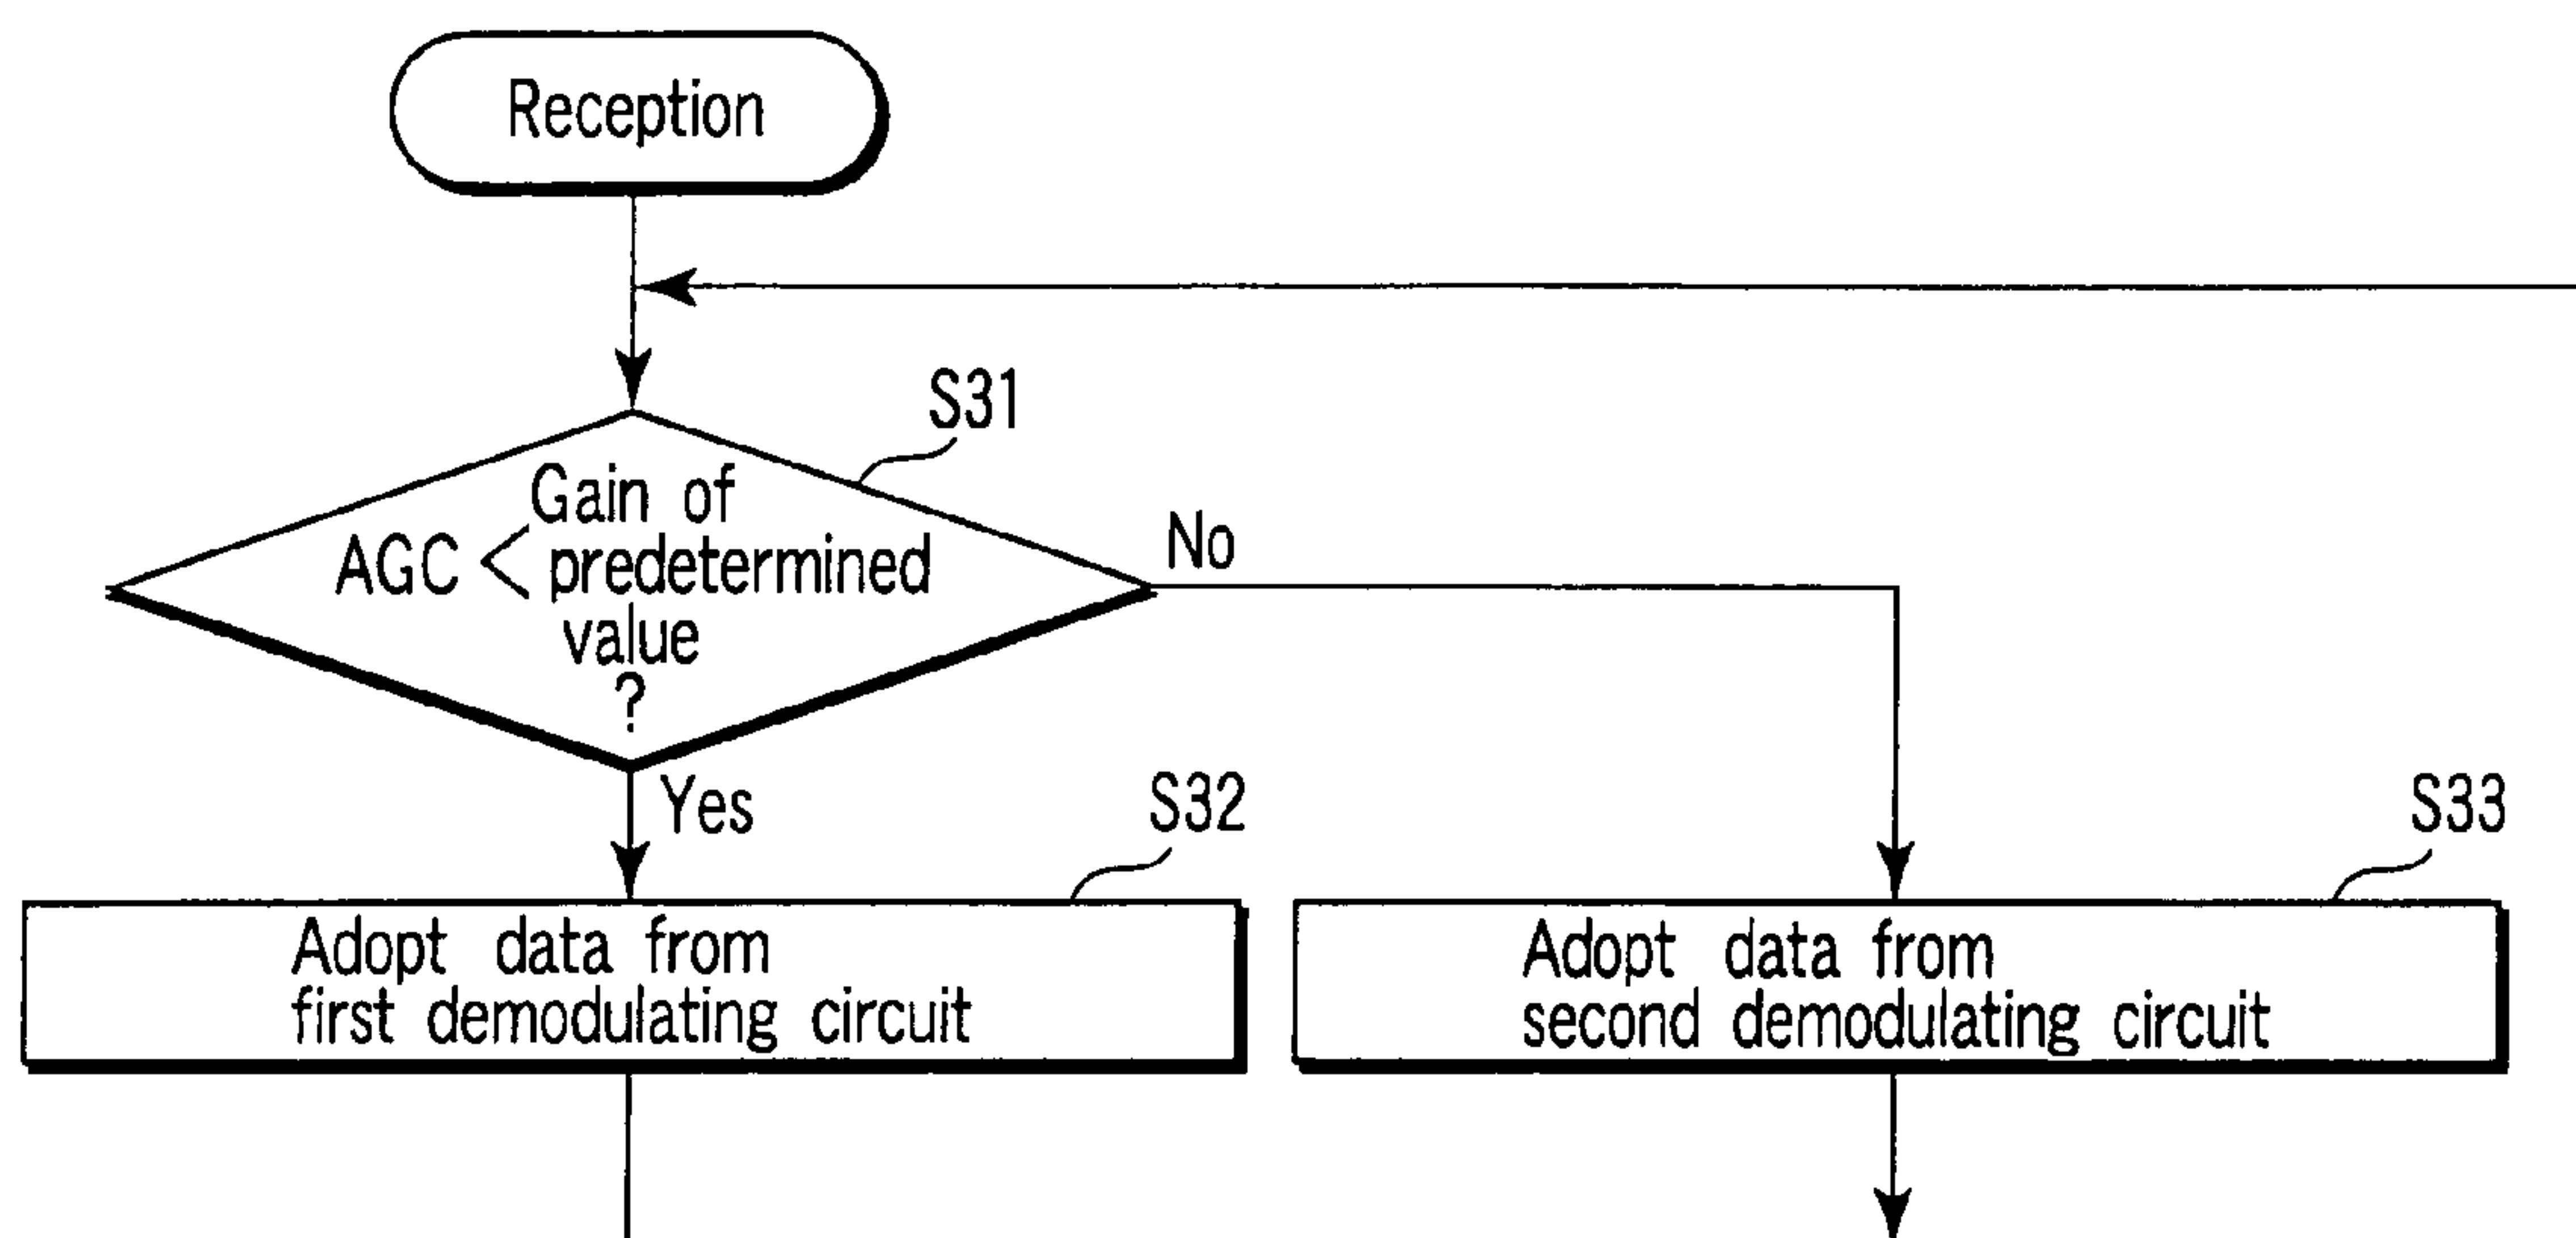 Reception
S31
Gain of
AGC < predetermined
value
?
No
Yes
S32
S33
Adopt data from
first demodulating circuit
Adopt data from
second demodulating circuit